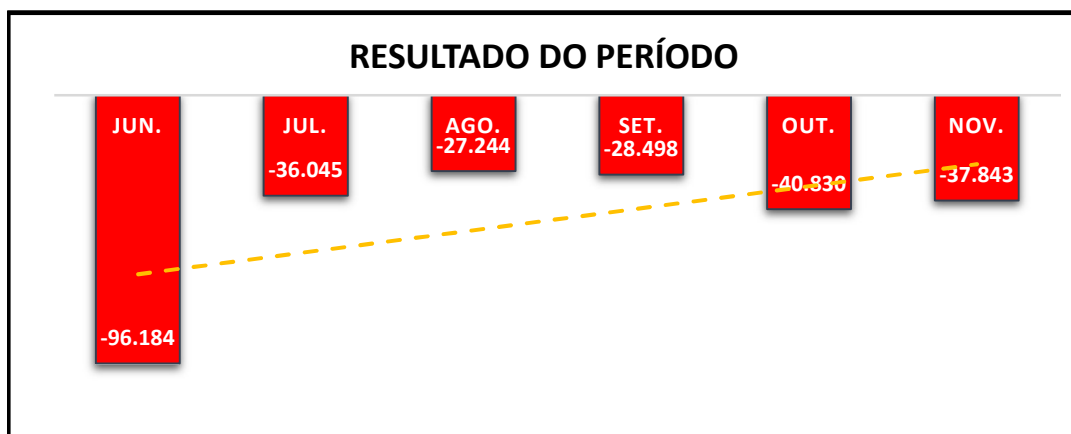 RESULTADO DO PERÍODO
JUN. JUL. AGO. SET. OUT. NOV.
-96.184 -36.045 -27.244 -28.498 -40.830 -37.843